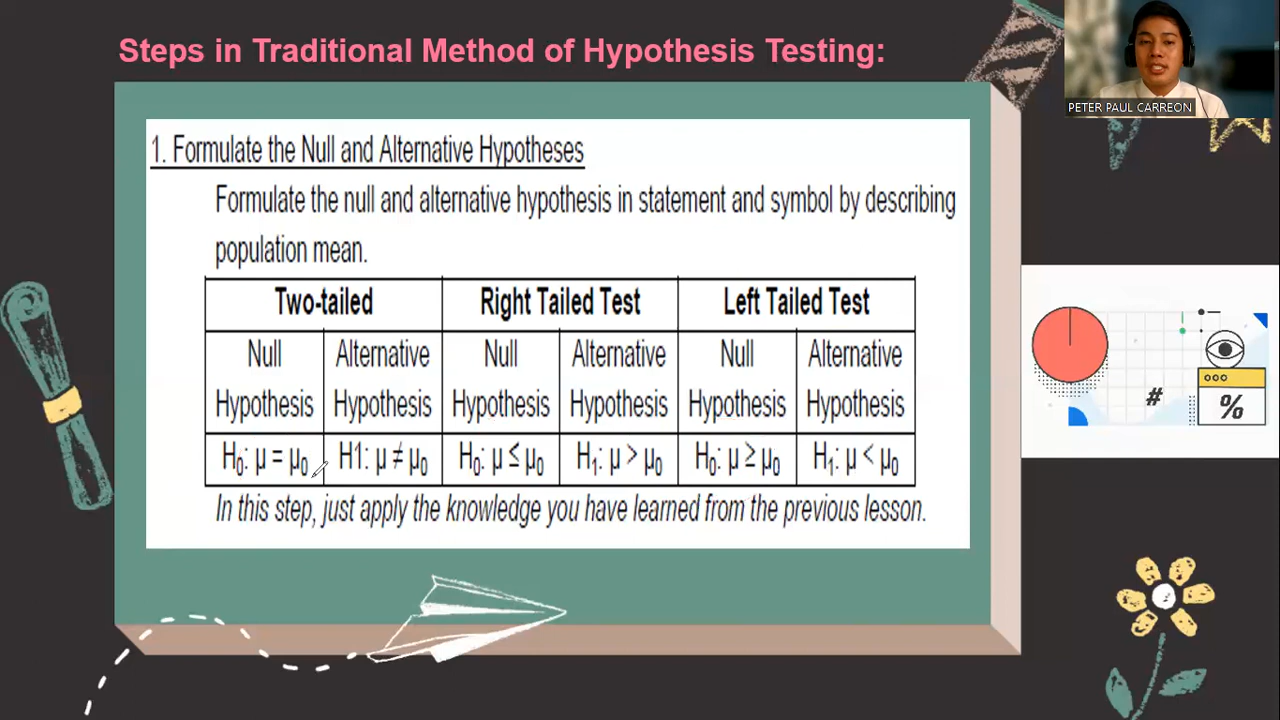 Steps in Traditional Method of Hypothesis Testing:
PETER PAUL CARREON
1. Formulate the Null and Alternative Hypotheses
Formulate the null and alternative hypothesis in statement and symbol by describing
population mean.
Two-tailed Right Tailed Test Left Tailed Test
Null Alternative Null Alternative Null Alternative
Hypothesis Hypothesis Hypothesis Hypothesis Hypothesis Hypothesis
H₀: μ = μ₀ H1: μ ≠ μ₀ H₀: μ ≤ μ₀ H₁: μ > μ₀ H₀: μ ≥ μ₀ H₁: μ < μ₀
In this step, just apply the knowledge you have learned from the previous lesson.
#
%